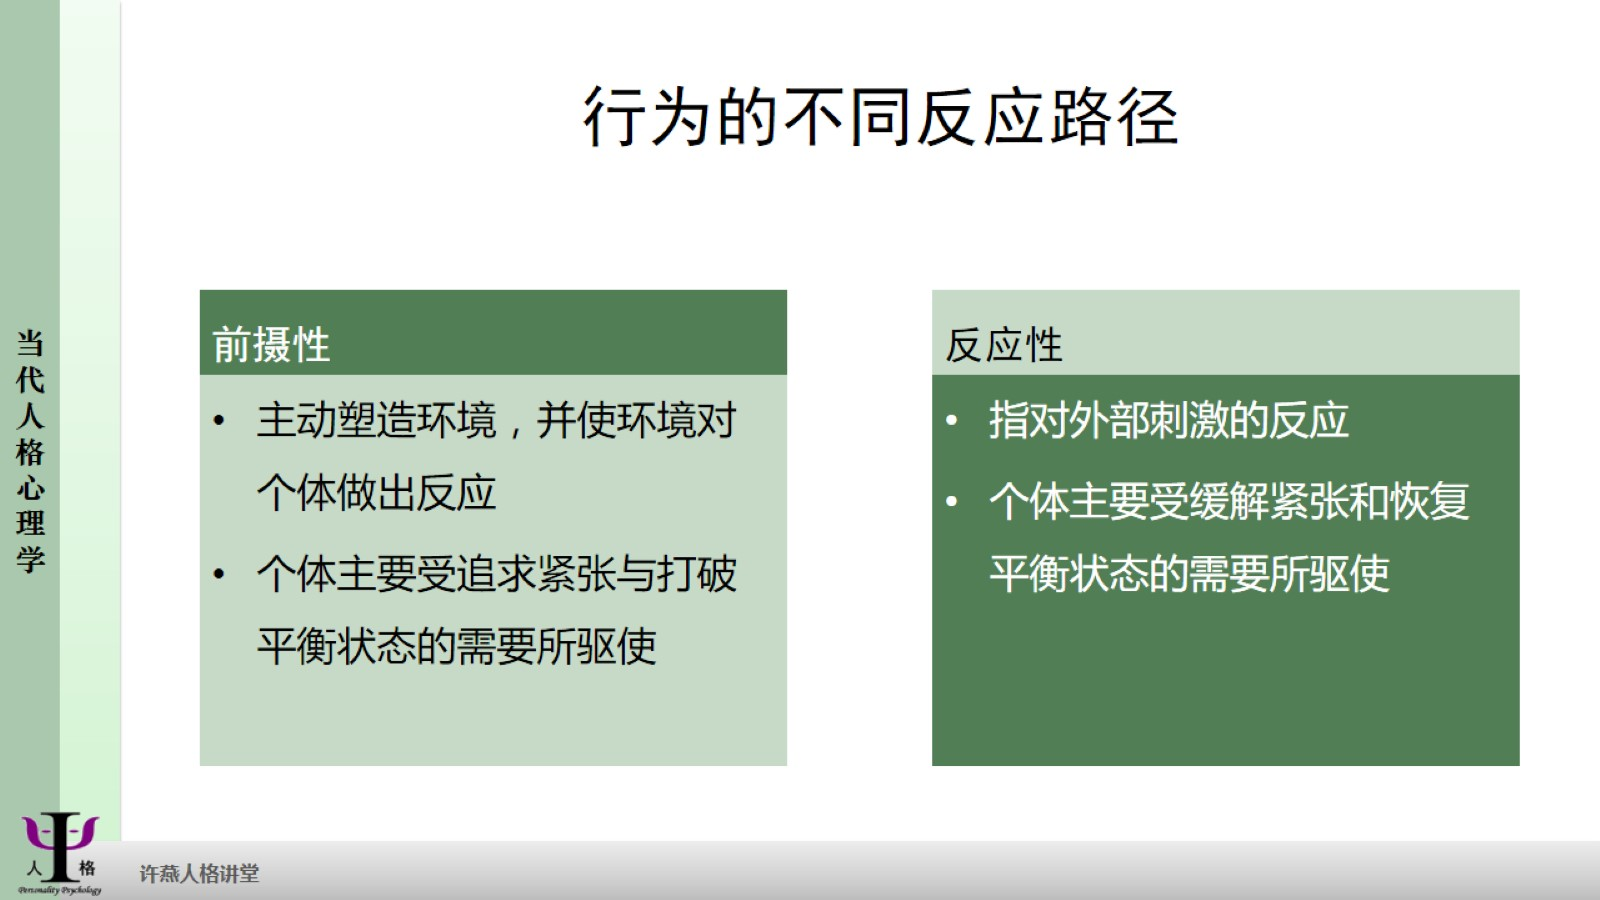 行为的不同反应路径
前摄性
• 主动塑造环境，并使环境对
个体做出反应
• 个体主要受追求紧张与打破
平衡状态的需要所驱使
反应性
• 指对外部刺激的反应
• 个体主要受缓解紧张和恢复
平衡状态的需要所驱使
当代人格心理学
人 格
Personality Psychology
许燕人格讲堂